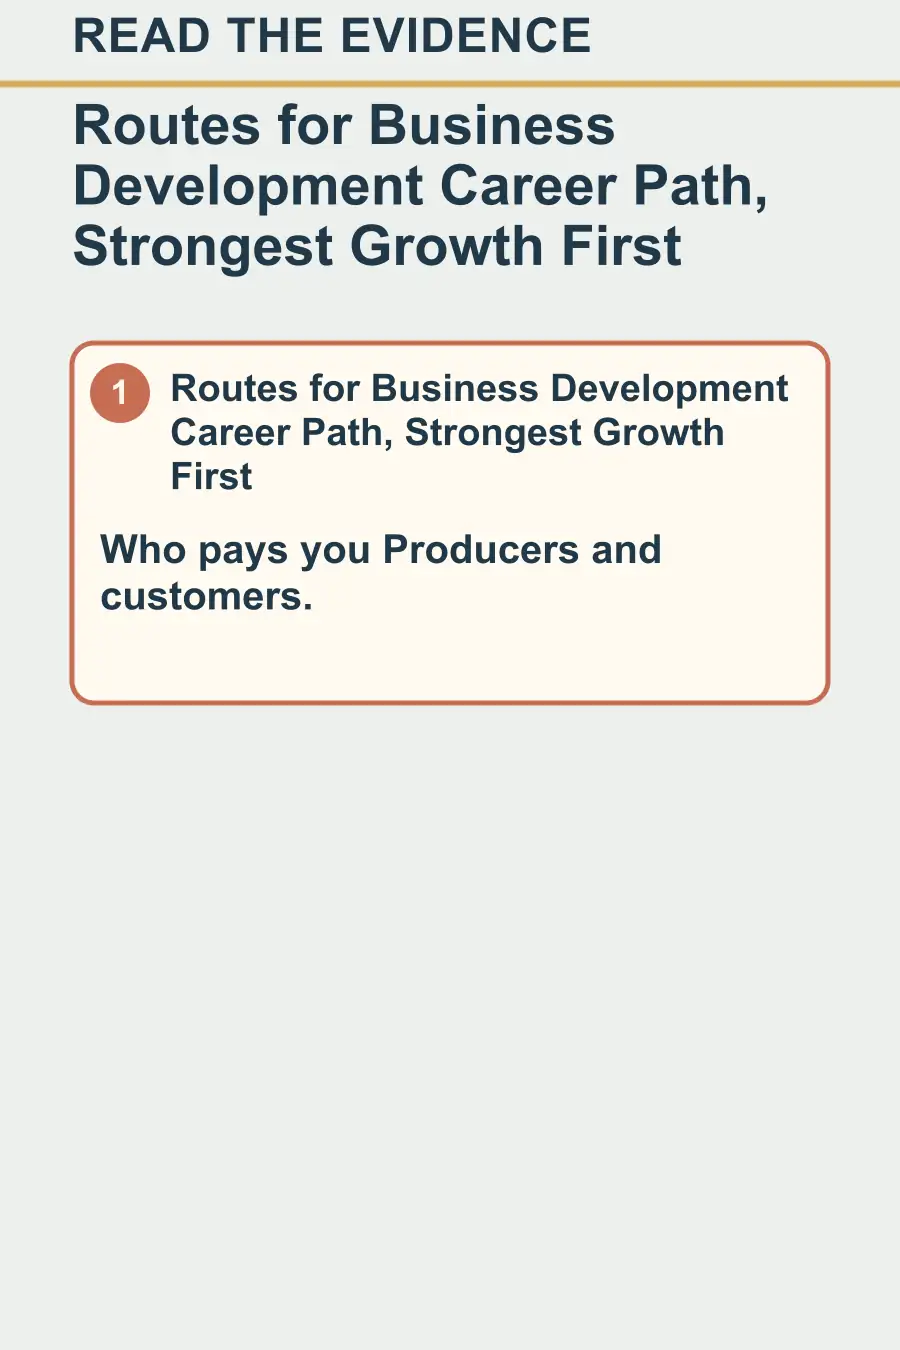 READ THE EVIDENCE
Routes for Business
Development Career Path,
Strongest Growth First
1
Routes for Business Development
Career Path, Strongest Growth
First
Who pays you Producers and
customers.